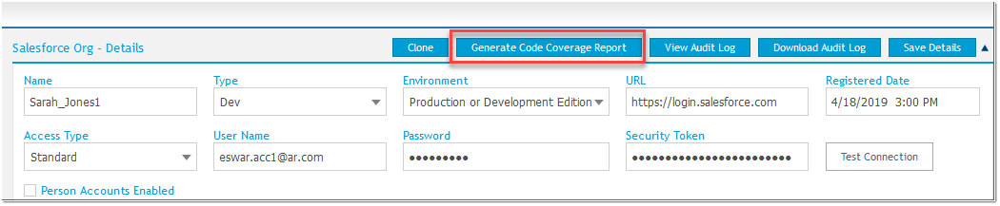 Salesforce Org - Details Clone Generate Code Coverage Report View Audit Log Download Audit Log Save Details
Name Type Environment URL Registered Date
Sarah_Jones1 Dev Production or Development Edition https://login.salesforce.com 4/18/2019 3:00 PM
Access Type User Name Password Security Token
Standard eswar.acc1@ar.com ••••••••• •••••••••••••••••••••••• Test Connection
Person Accounts Enabled